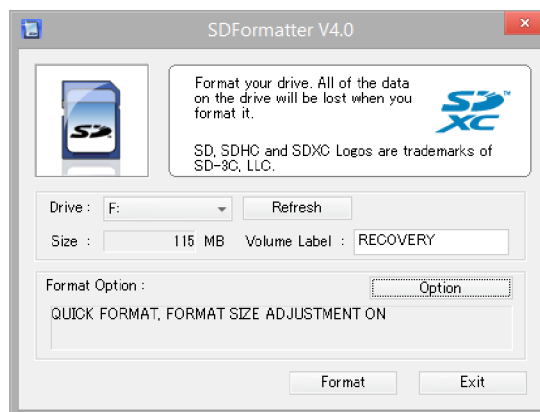 SDFormatter V4.0
Format your drive. All of the data
on the drive will be lost when you
format it.
SD, SDHC and SDXC Logos are trademarks of
SD-3C, LLC.
SD
SD
XC
TM
Drive : F: Refresh
Size : 115 MB Volume Label : RECOVERY
Format Option : Option
QUICK FORMAT, FORMAT SIZE ADJUSTMENT ON
Format Exit